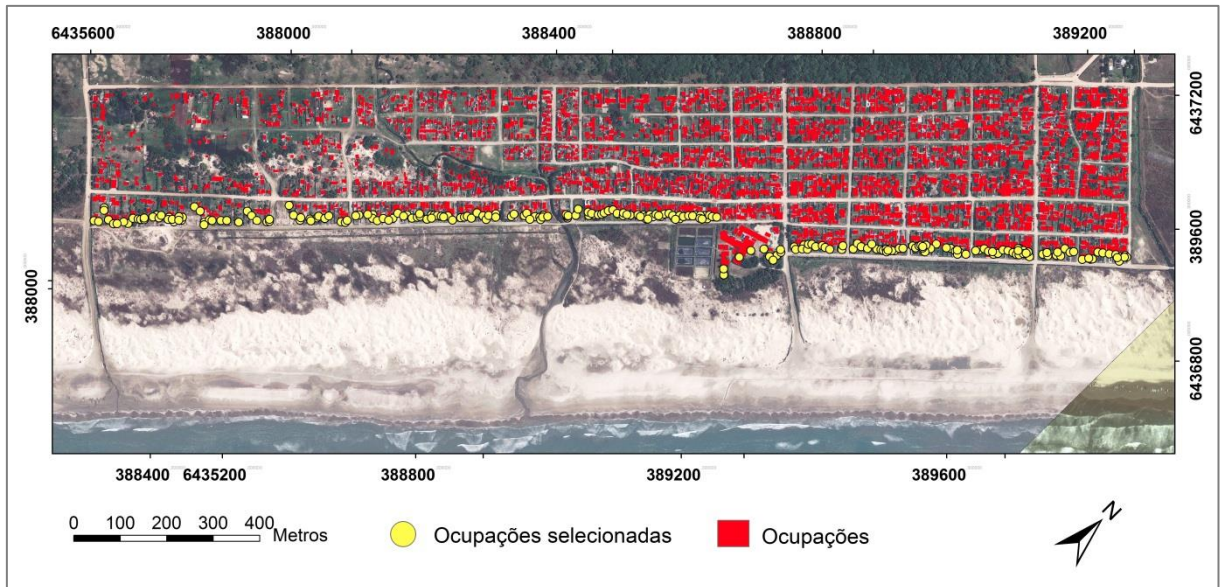 6435600 388000 388400 388800 389200
6437200
389600
388000
6436800
388400 6435200 388800 389200 389600
0 100 200 300 400 Metros
Ocupações selecionadas
Ocupações
N